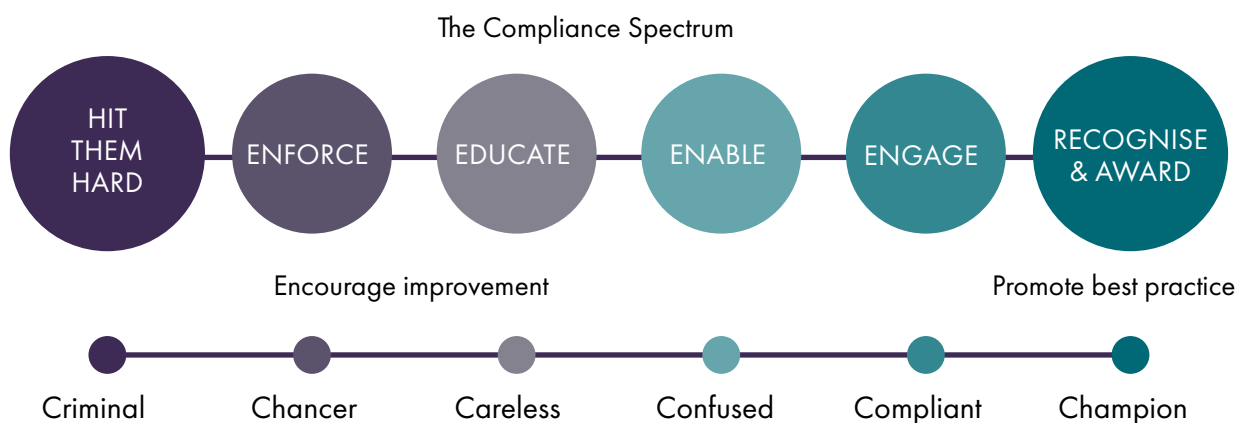 The Compliance Spectrum
HIT
THEM
HARD
ENFORCE
EDUCATE
ENABLE
ENGAGE
RECOGNISE
& AWARD
Encourage improvement
Promote best practice
Criminal
Chancer
Careless
Confused
Compliant
Champion